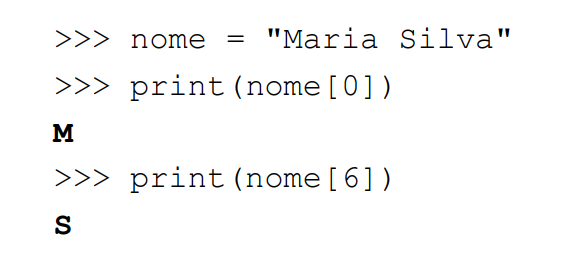 >>> nome = "Maria Silva"
>>> print(nome[0])
M
>>> print(nome[6])
S